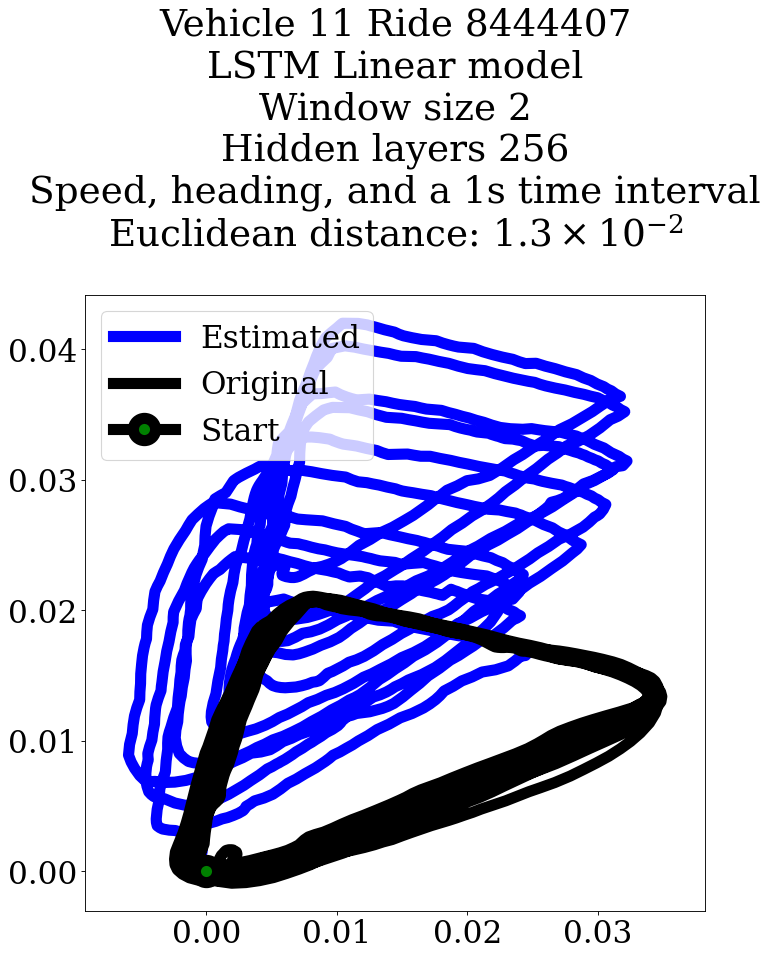 Vehicle 11 Ride 8444407
LSTM Linear model
Window size 2
Hidden layers 256
Speed, heading, and a 1s time interval
Euclidean distance: 1.3 × 10⁻²
Estimated
Original
Start
0.04
0.03
0.02
0.01
0.00
0.00 0.01 0.02 0.03